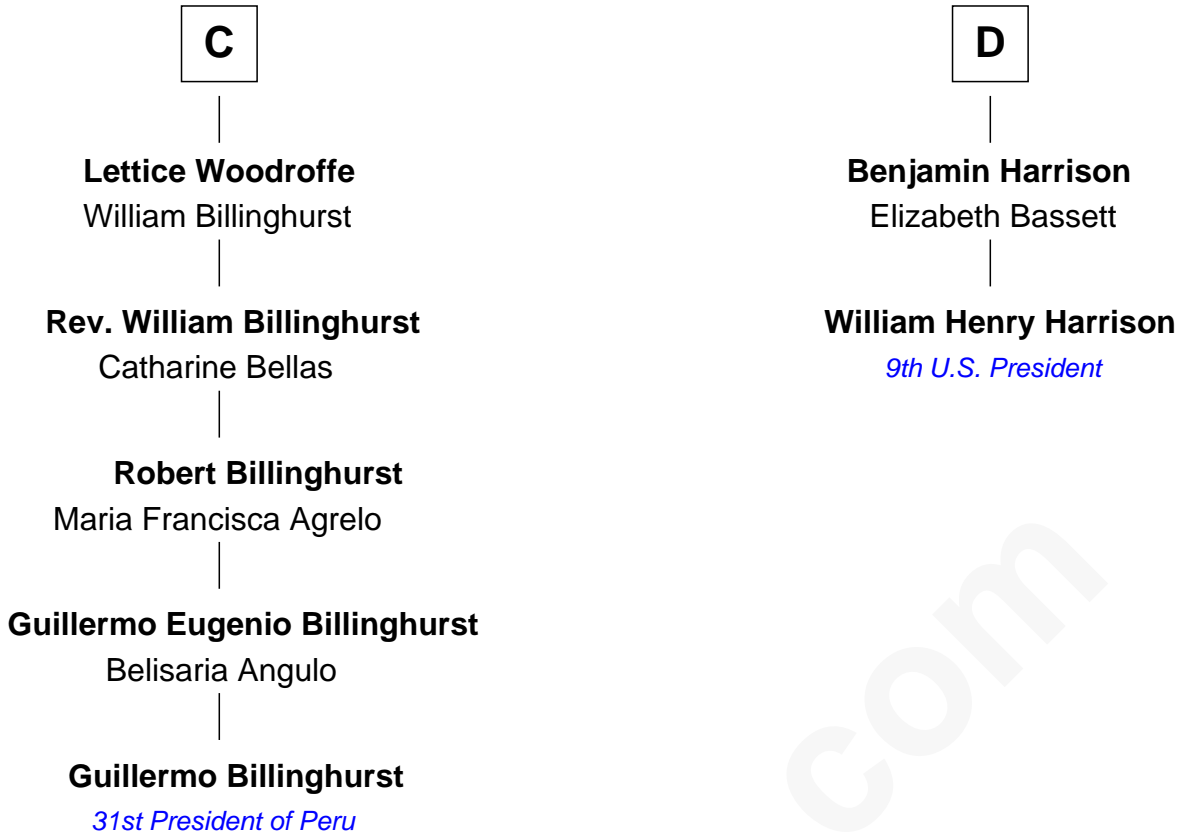 C
Lettice Woodroffe
William Billinghurst
Rev. William Billinghurst
Catharine Bellas
Robert Billinghurst
Maria Francisca Agrelo
Guillermo Eugenio Billinghurst
Belisaria Angulo
Guillermo Billinghurst
31st President of Peru
D
Benjamin Harrison
Elizabeth Bassett
William Henry Harrison
9th U.S. President
com